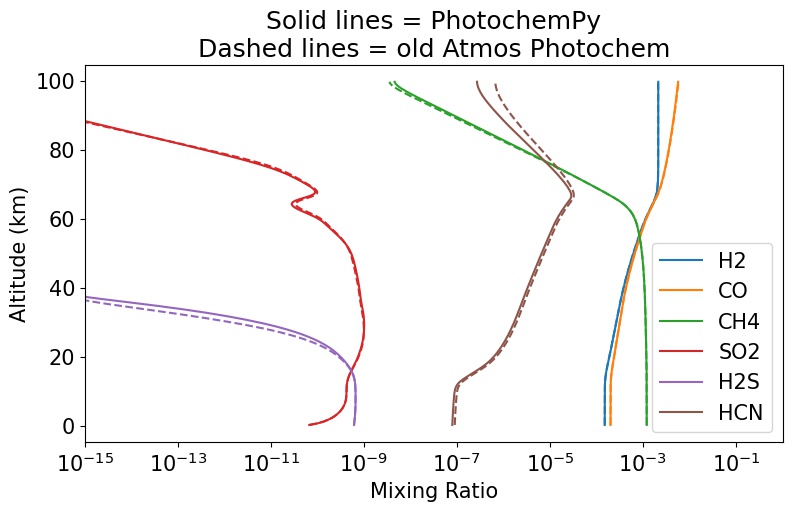 Solid lines = PhotochemPy
Dashed lines = old Atmos Photochem
100
80
60
40
20
0
Altitude (km)
H2
CO
CH4
SO2
H2S
HCN
10⁻¹⁵ 10⁻¹³ 10⁻¹¹ 10⁻⁹ 10⁻⁷ 10⁻⁵ 10⁻³ 10⁻¹
Mixing Ratio